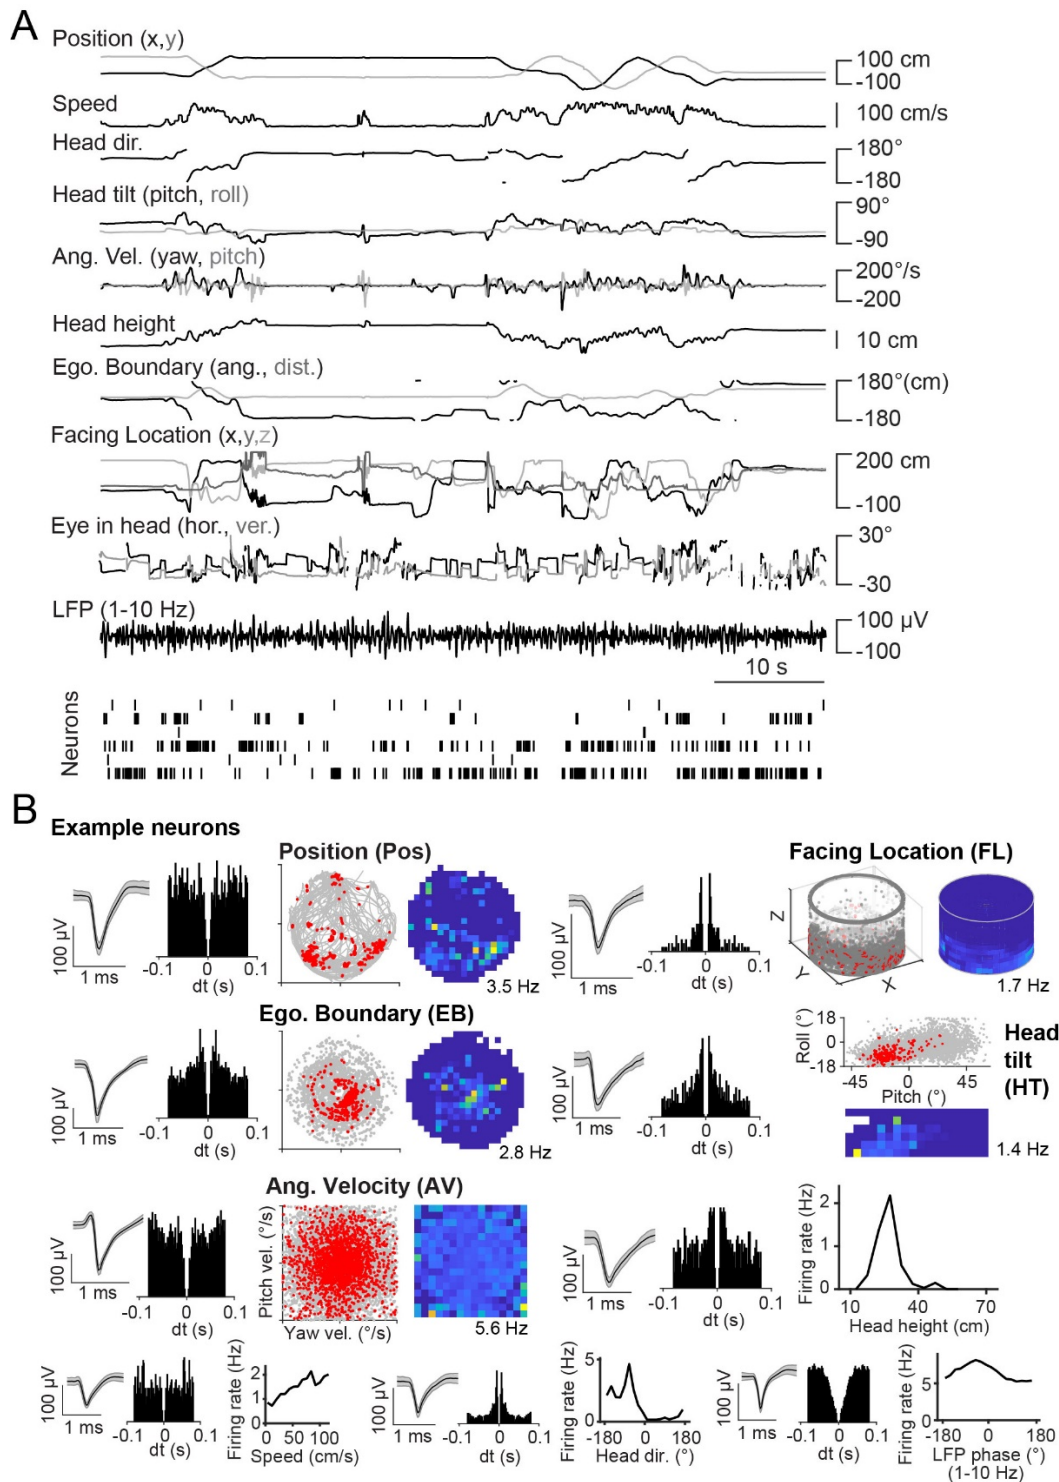 A
Position (x,y)
100 cm
-100
Speed
100 cm/s
Head dir.
180°
-180
Head tilt (pitch, roll)
90°
-90
Ang. Vel. (yaw, pitch)
200°/s
-200
Head height
10 cm
Ego. Boundary (ang., dist.)
180°(cm)
-180
Facing Location (x,y,z)
200 cm
-100
Eye in head (hor., ver.)
30°
-30
LFP (1-10 Hz)
100 µV
-100
10 s
Neurons
B
Example neurons
Position (Pos)
100 µV
1 ms
-0.1 0 0.1
dt (s)
3.5 Hz
100 µV
1 ms
-0.1 0 0.1
dt (s)
Facing Location (FL)
Z
Y
X
1.7 Hz
Ego. Boundary (EB)
100 µV
1 ms
-0.1 0 0.1
dt (s)
2.8 Hz
100 µV
1 ms
-0.1 0 0.1
dt (s)
Roll (°)
18
0
-18
-45 0 45
Pitch (°)
Head tilt (HT)
1.4 Hz
Ang. Velocity (AV)
100 µV
1 ms
-0.1 0 0.1
dt (s)
Pitch vel. (°/s)
Yaw vel. (°/s)
5.6 Hz
100 µV
1 ms
-0.1 0 0.1
dt (s)
Firing rate (Hz)
2
0
10 40 70
Head height (cm)
100 µV
1 ms
-0.1 0 0.1
dt (s)
Firing rate (Hz)
2
1
0
0 50 100
Speed (cm/s)
100 µV
1 ms
-0.1 0 0.1
dt (s)
Firing rate (Hz)
5
0
-180 0 180
Head dir. (°)
100 µV
1 ms
-0.1 0 0.1
dt (s)
Firing rate (Hz)
5
0
-180 0 180
LFP phase (°)
(1-10 Hz)